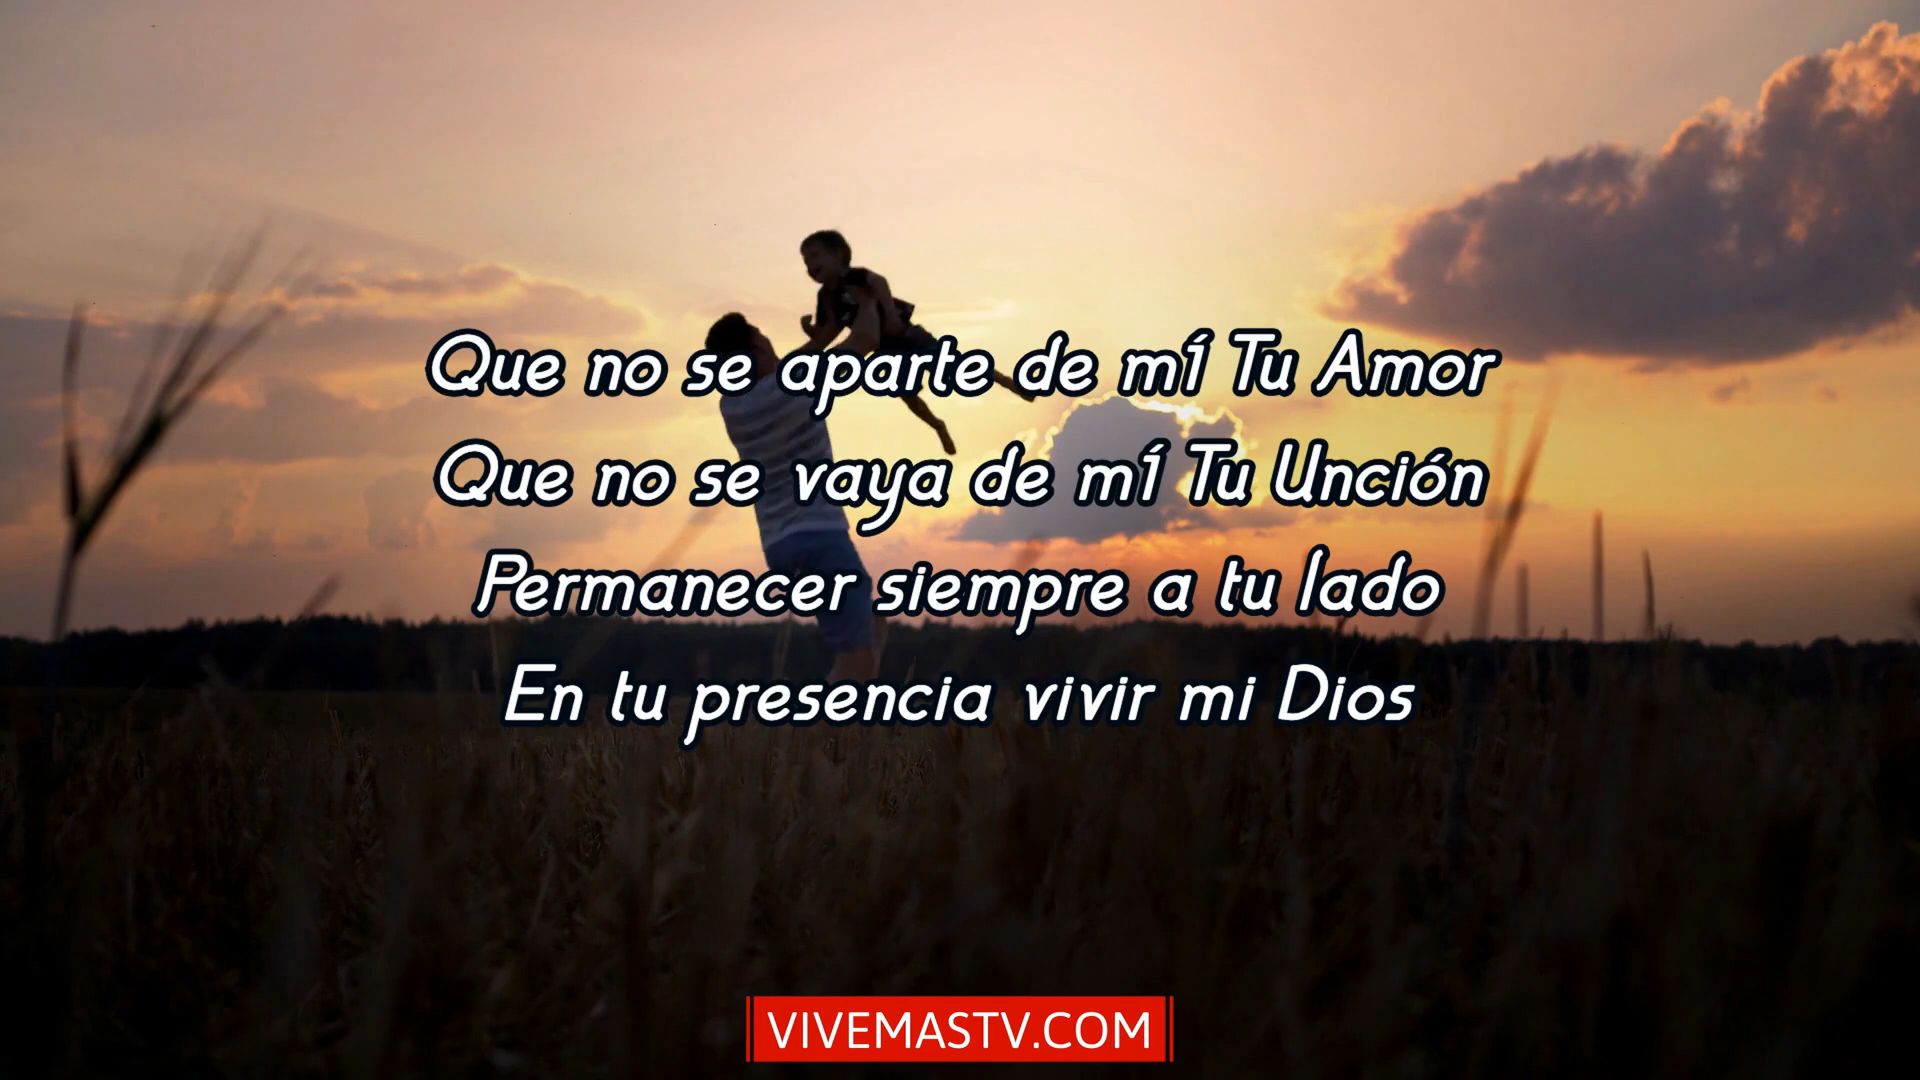 Que no se aparte de mí Tu Amor
Que no se vaya de mí Tu Unción
Permanecer siempre a tu lado
En tu presencia vivir mi Dios
VIVEMASTV.COM